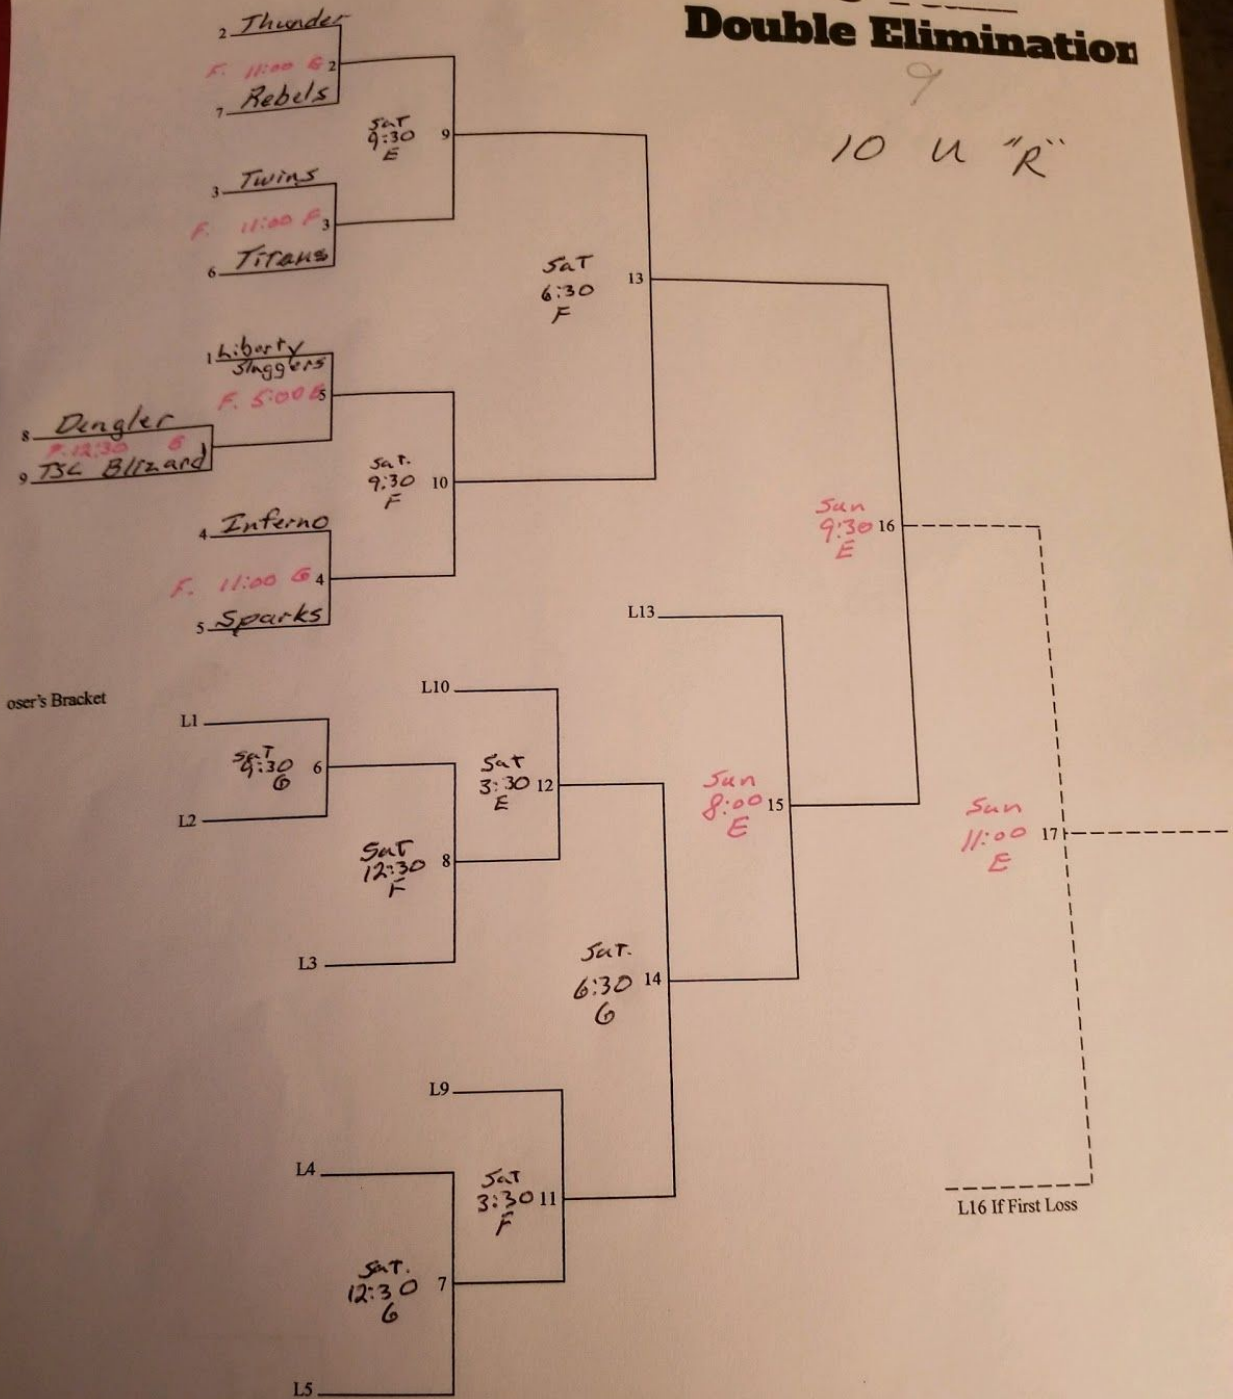 Double Elimination
9
10 U "R"
2 Thunder
F. 11:00 2
7 Rebels
Sat
9:30 9
E
3 Twins
F. 11:00 F 3
6 Titans
Sat
6:30 13
F
1 Liberty
Sluggers
F. 5:00 5
8 Dengler
12:30 G 1
9 TSC Blizard
Sat.
9:30 10
F
4 Inferno
F. 11:00 G 4
5 Sparks
Sun
9:30 16
E
L13
oser's Bracket
L10
L1
Sat
9:30 6
G
L2
Sat
3:30 12
E
Sun
8:00 15
E
Sun
11:00 17
E
Sat
12:30 8
F
L3
Sat.
6:30 14
G
L9
L4
Sat
3:30 11
F
L16 If First Loss
Sat.
12:30 7
G
L5